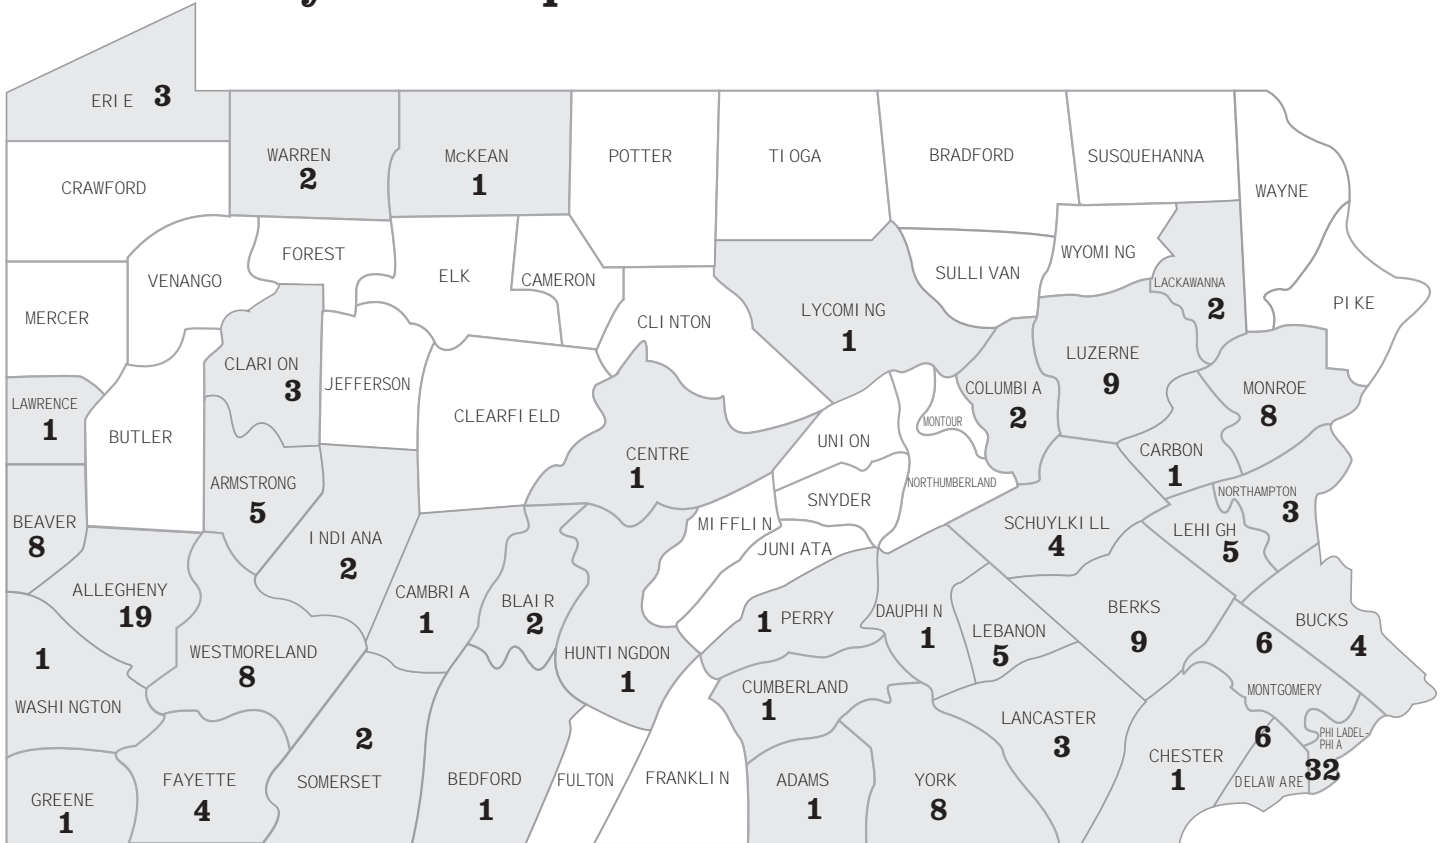 ERIE 3
WARREN
2
McKEAN
1
POTTER
TIOGA
BRADFORD
SUSQUEHANNA
WAYNE
CRAWFORD
FOREST
VENANGO
ELK
CAMERON
SULLIVAN
WYOMING
LACKAWANNA
2
PIKE
MERCER
CLINTON
LYCOMING
1
LUZERNE
9
CLARION
3
JEFFERSON
CLEARFIELD
COLUMBIA
2
MONROE
8
LAWRENCE
1
BUTLER
MONTOUR
UNION
CENTRE
1
CARBON
1
ARMSTRONG
5
SNYDER
NORTHUMBERLAND
NORTHAMPTON
3
BEAVER
8
INDIANA
2
MIFFLIN
JUNIATA
SCHUYLKILL
4
LEHIGH
5
ALLEGHENY
19
CAMBRIA
1
BLAIR
2
1 PERRY
DAUPHIN
1
LEBANON
5
BERKS
9
BUCKS
4
6
MONTGOMERY
1
WASHINGTON
WESTMORELAND
8
HUNTINGDON
1
CUMBERLAND
1
LANCASTER
3
CHESTER
1
6
DELAWARE
PHILADEL-
PHIA
32
2
SOMERSET
GREENE
1
FAYETTE
4
BEDFORD
1
FULTON
FRANKLIN
ADAMS
1
YORK
8